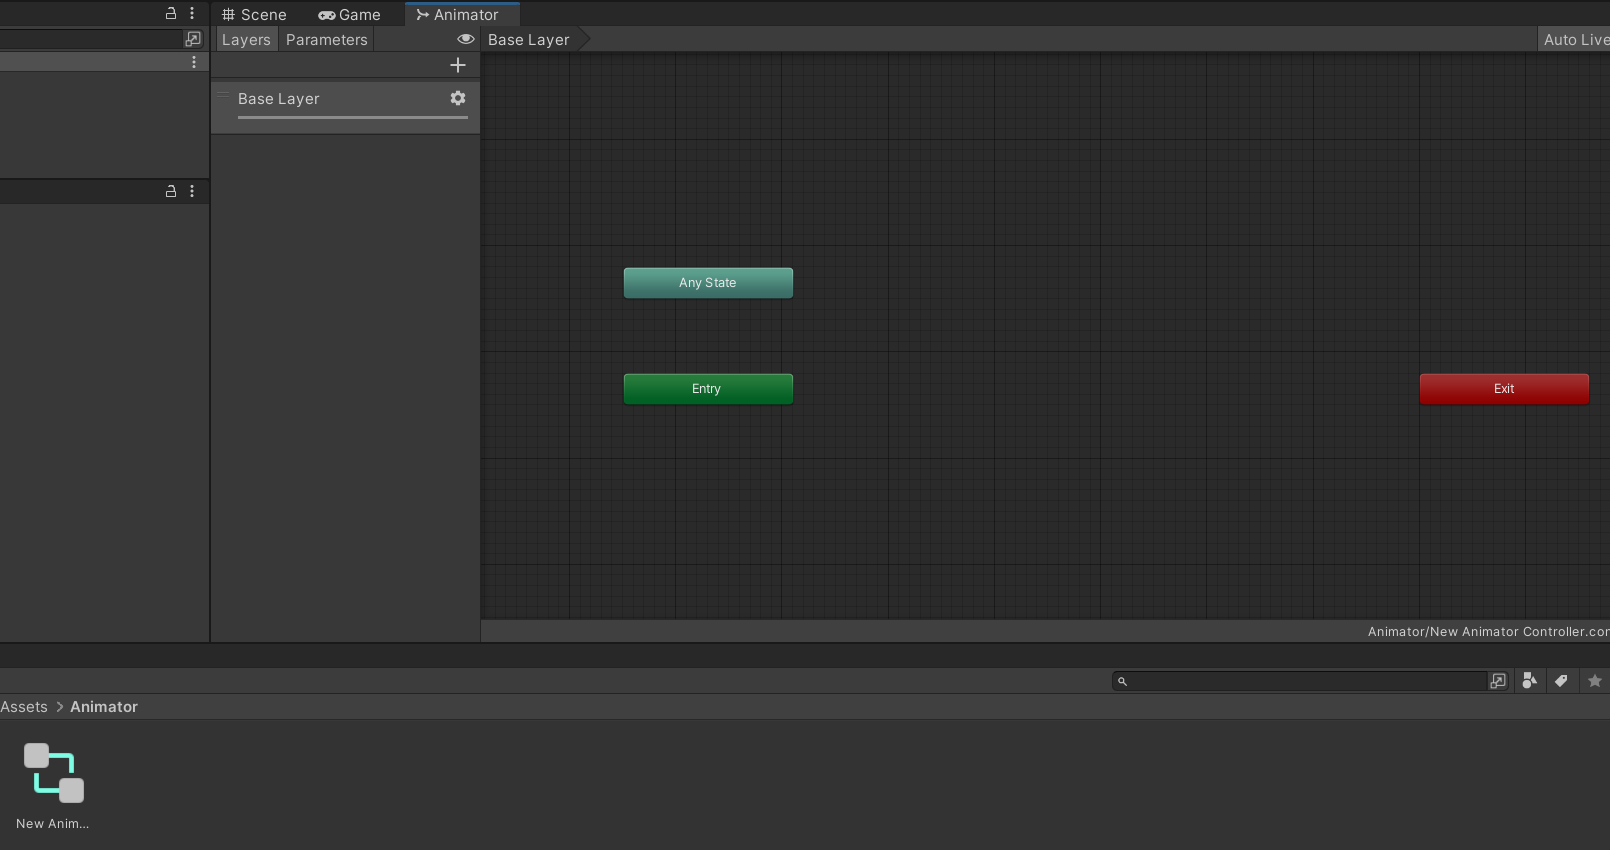 Scene Game Animator
Layers Parameters Base Layer Auto Live
Base Layer
Any State
Entry
Exit
Animator/New Animator Controller.con
Assets > Animator
New Anim...